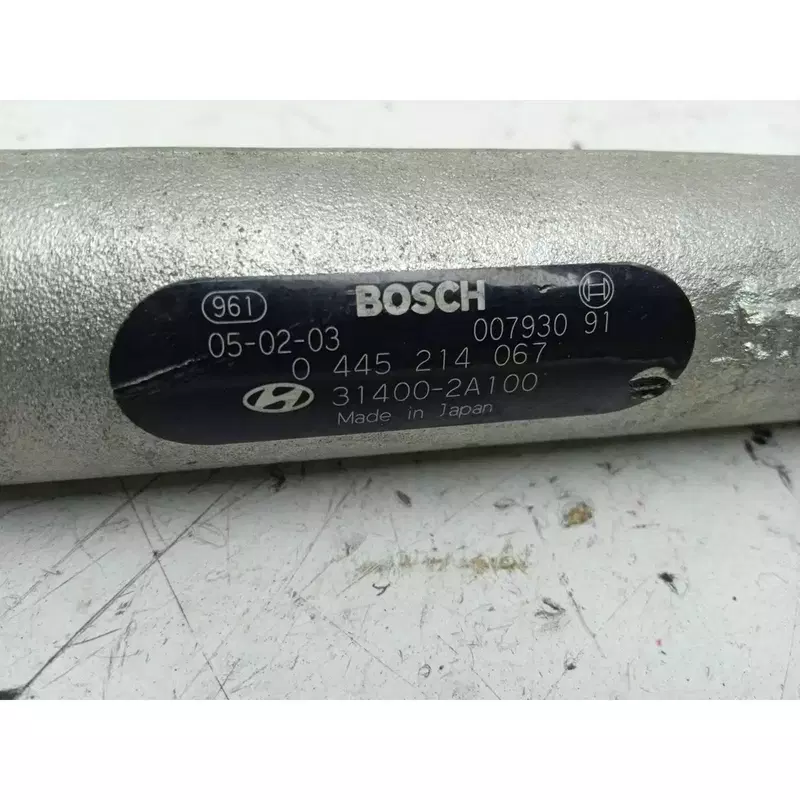 961 BOSCH
05-02-03 007930 91
0 445 214 067
31400-2A100
Made in Japan